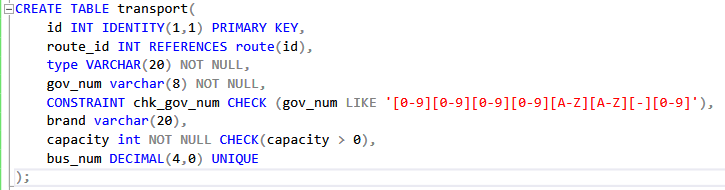 CREATE TABLE transport(
id INT IDENTITY(1,1) PRIMARY KEY,
route_id INT REFERENCES route(id),
type VARCHAR(20) NOT NULL,
gov_num varchar(8) NOT NULL,
CONSTRAINT chk_gov_num CHECK (gov_num LIKE '[0-9][0-9][0-9][0-9][A-Z][A-Z][-][0-9]'),
brand varchar(20),
capacity int NOT NULL CHECK(capacity > 0),
bus_num DECIMAL(4,0) UNIQUE
);